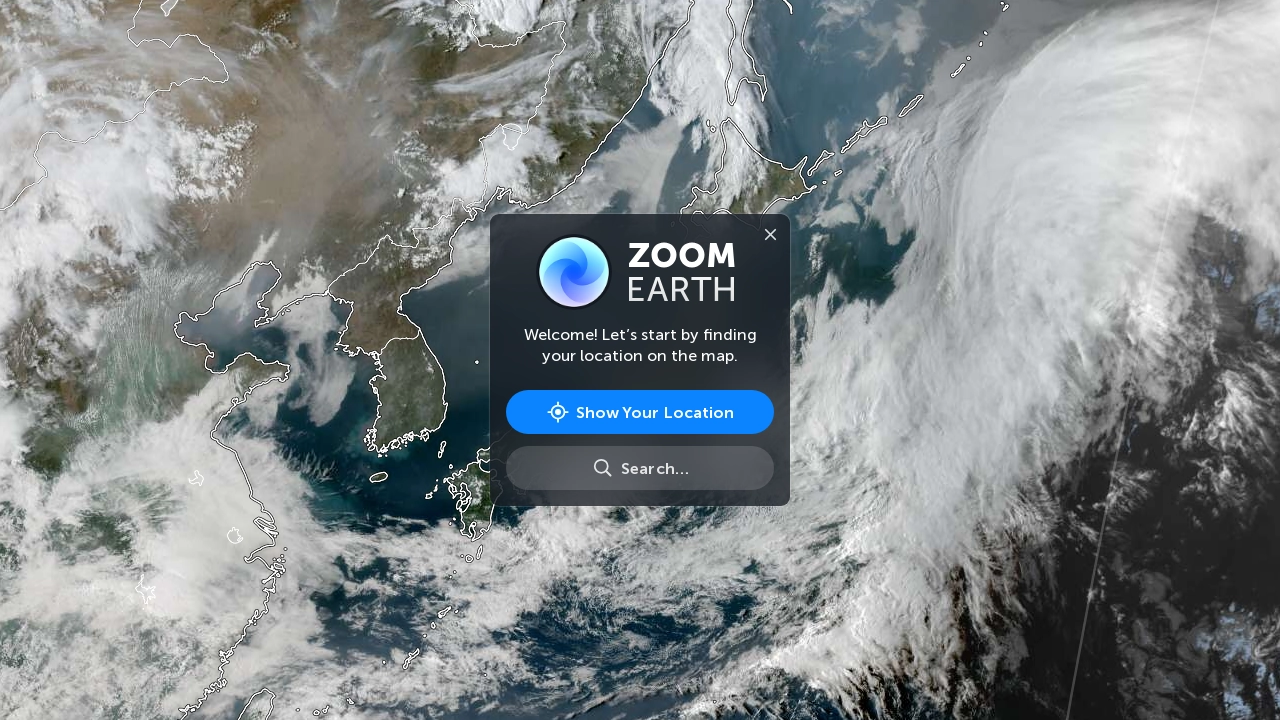 ZOOM
EARTH
Welcome! Let’s start by finding
your location on the map.
Show Your Location
Search...